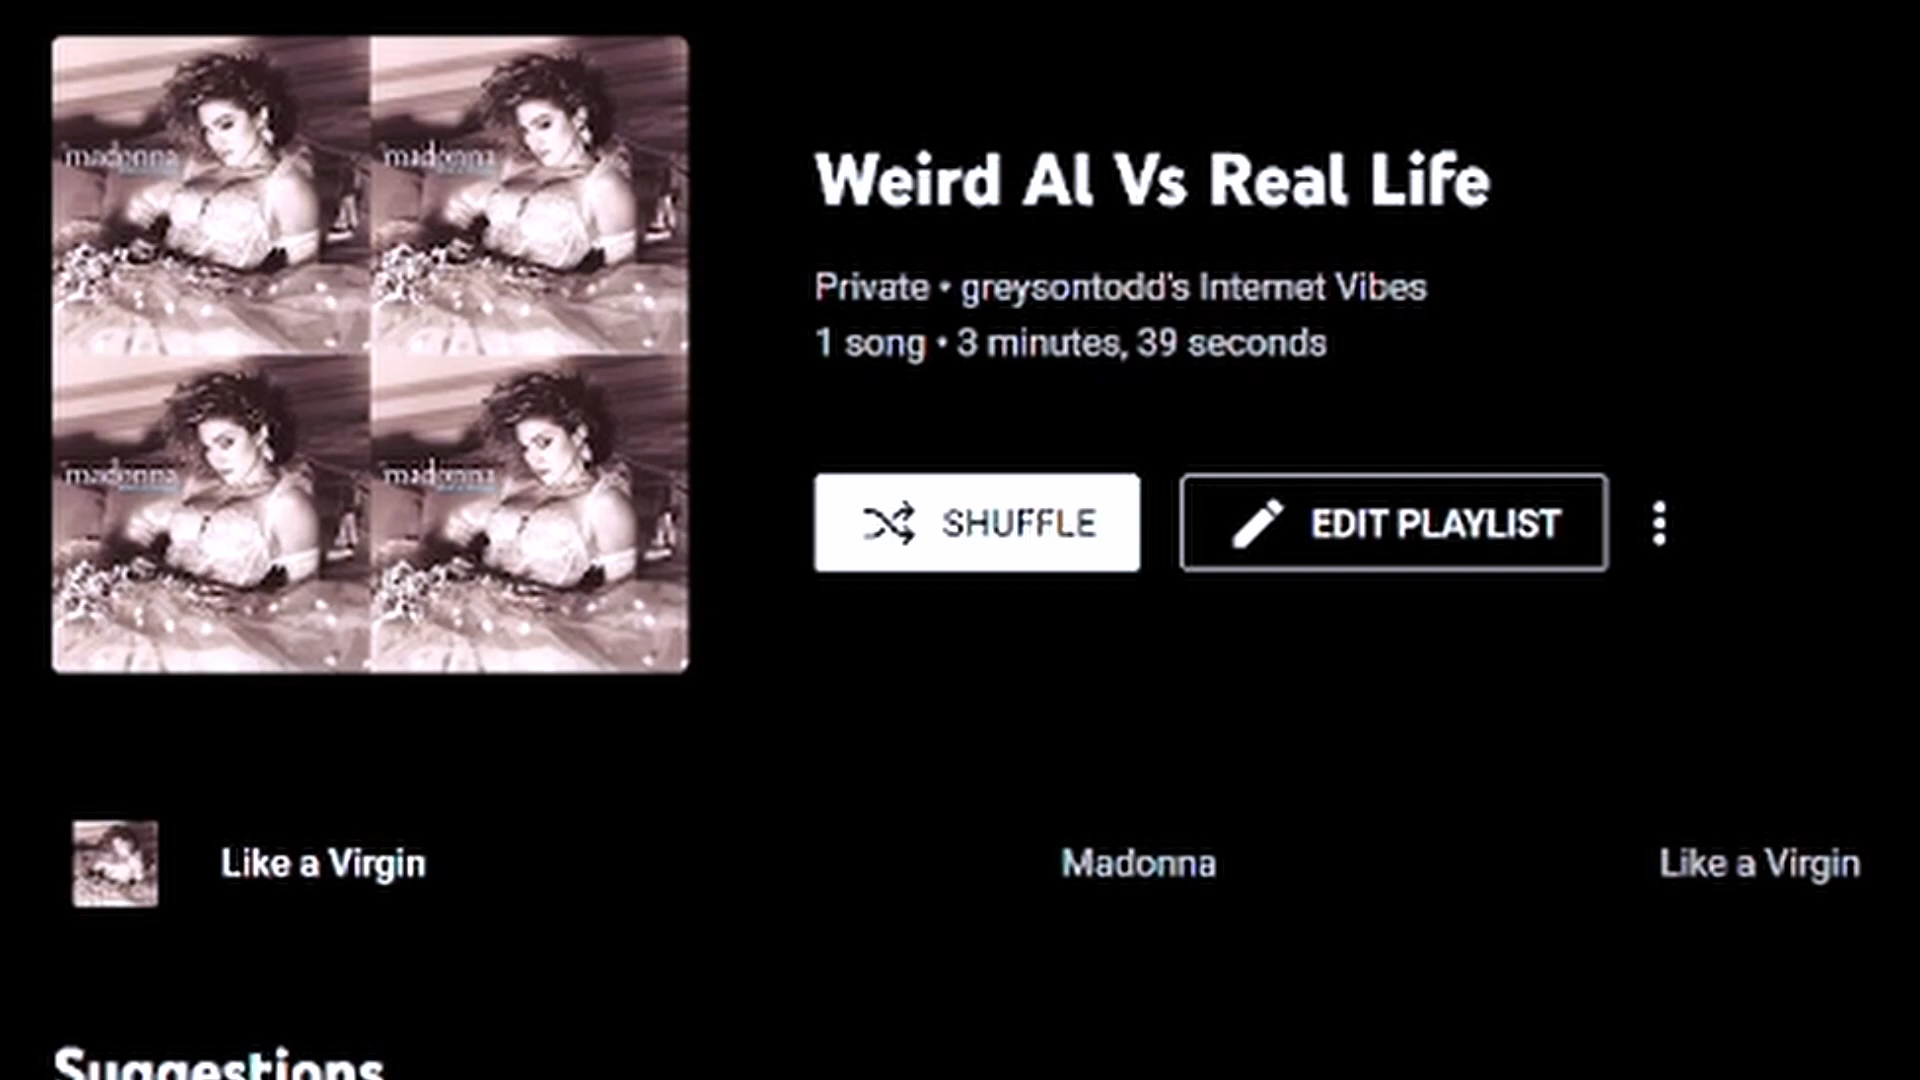 madonna
madonna
madonna
madonna
Weird Al Vs Real Life
Private • greysontodd's Internet Vibes
1 song • 3 minutes, 39 seconds
SHUFFLE
EDIT PLAYLIST
Like a Virgin
Madonna
Like a Virgin
Suggestions